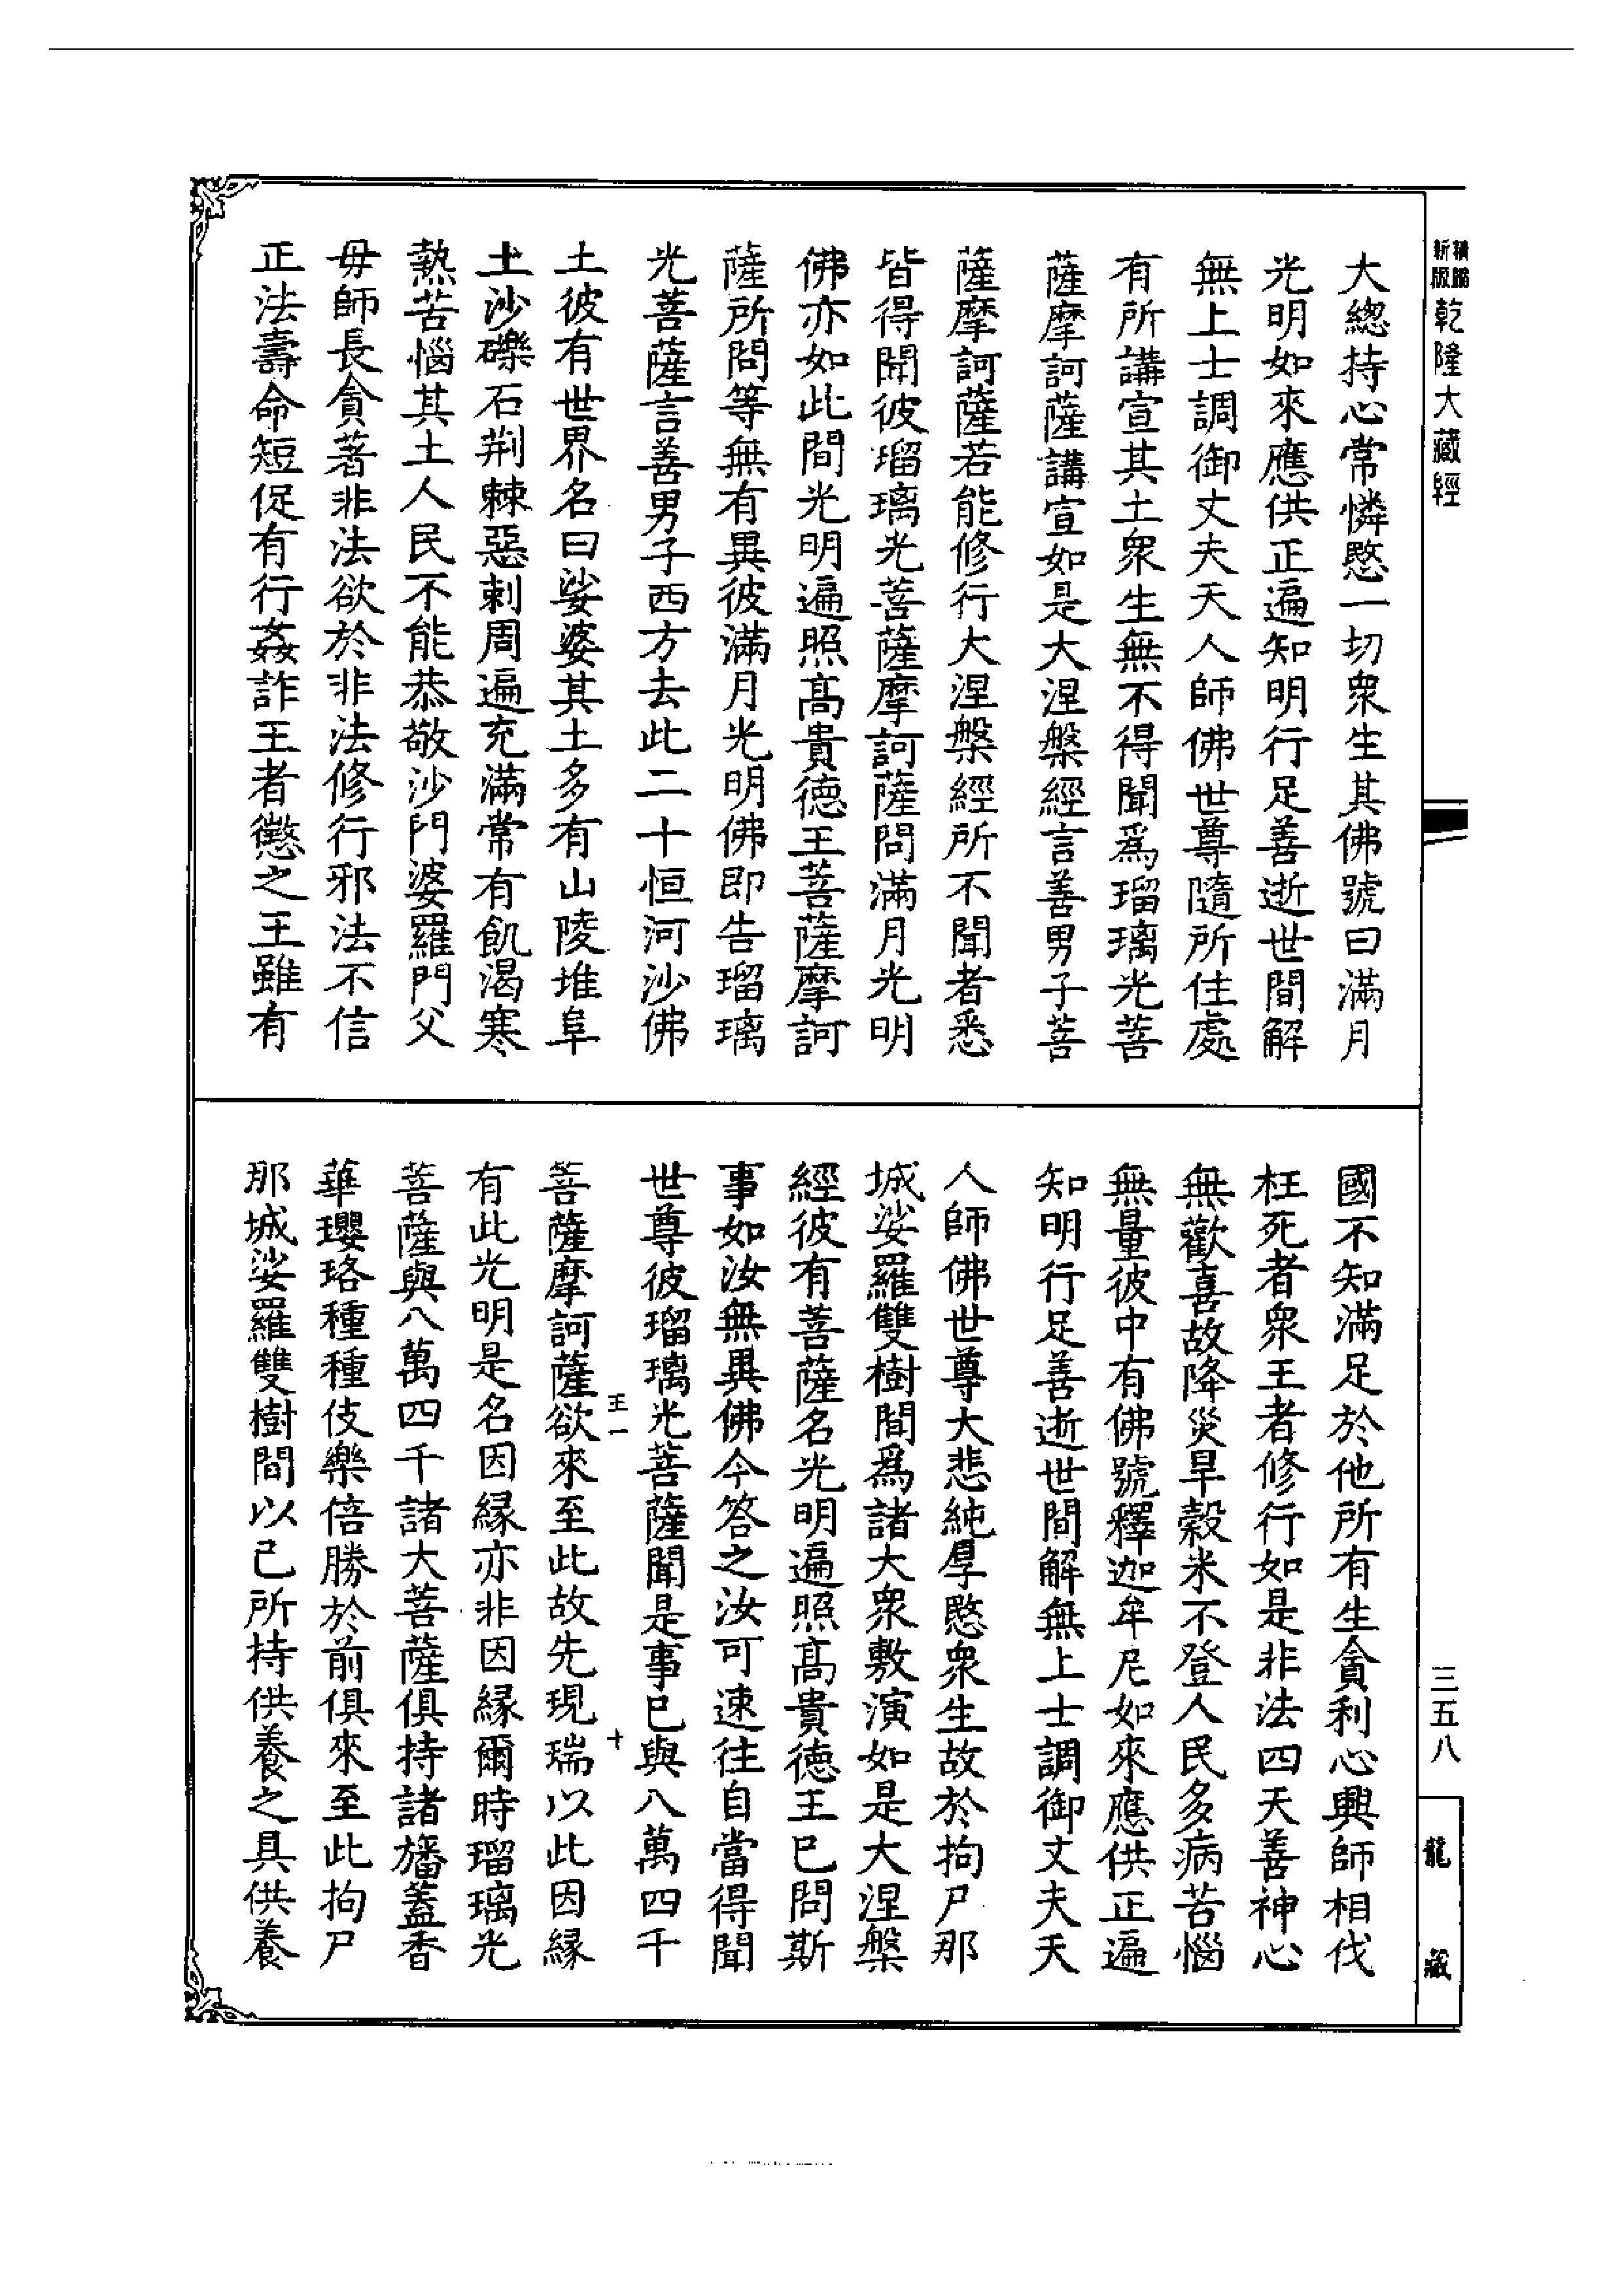 精編
新版
乾隆大藏經
大總持心常憐愍一切衆生其佛號曰滿月
光明如來應供正遍知明行足善逝世間解
無上士調御丈夫天人師佛世尊隨所住處
有所講宣其土衆生無不得聞爲瑠璃光菩
薩摩訶薩講宣如是大涅槃經言善男子菩
薩摩訶薩若能修行大涅槃經所不聞者悉
皆得聞彼瑠璃光菩薩摩訶薩問滿月光明
佛亦如此間光明遍照髙貴德王菩薩摩訶
薩所問等無有異彼滿月光明佛即告瑠璃
光菩薩言善男子西方去此二十恒河沙佛
土彼有世界名曰娑婆其土多有山陵堆阜
土沙礫石荆棘惡刺周遍充滿常有飢渴寒
熱苦惱其土人民不能恭敬沙門婆羅門父
母師長貪著非法欲於非法修行邪法不信
正法壽命短促有行姦詐王者懲之王雖有
國不知滿足於他所有生貪利心興師相伐
枉死者衆王者修行如是非法四天善神心
無歡喜故降災旱穀米不登人民多病苦惱
無量彼中有佛號釋迦牟尼如來應供正遍
知明行足善逝世間解無上士調御丈夫天
人師佛世尊大悲純厚愍衆生故於拘尸那
城娑羅雙樹間爲諸大衆敷演如是大涅槃
經彼有菩薩名光明遍照髙貴德王已問斯
事如汝無異佛今答之汝可速往自當得聞
世尊彼瑠璃光菩薩聞是事已與八萬四千
王一
十
菩薩摩訶薩欲來至此故先現瑞以此因緣
有此光明是名因緣亦非因緣爾時瑠璃光
菩薩與八萬四千諸大菩薩俱持諸旛蓋香
華瓔珞種種伎樂倍勝於前俱來至此拘尸
那城娑羅雙樹間以已所持供養之具供養
三五八
龍藏